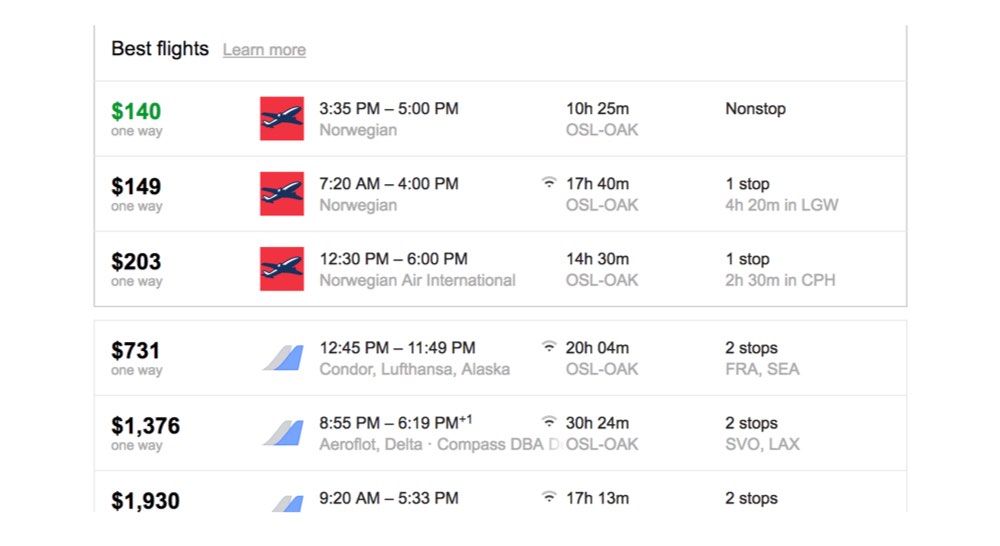 Best flights Learn more
$140 3:35 PM – 5:00 PM 10h 25m Nonstop
one way Norwegian OSL-OAK
$149 7:20 AM – 4:00 PM 17h 40m 1 stop
one way Norwegian OSL-OAK 4h 20m in LGW
$203 12:30 PM – 6:00 PM 14h 30m 1 stop
one way Norwegian Air International OSL-OAK 2h 30m in CPH
$731 12:45 PM – 11:49 PM 20h 04m 2 stops
one way Condor, Lufthansa, Alaska OSL-OAK FRA, SEA
$1,376 8:55 PM – 6:19 PM+1 30h 24m 2 stops
one way Aeroflot, Delta · Compass DBA D OSL-OAK SVO, LAX
$1,930 9:20 AM – 5:33 PM 17h 13m 2 stops